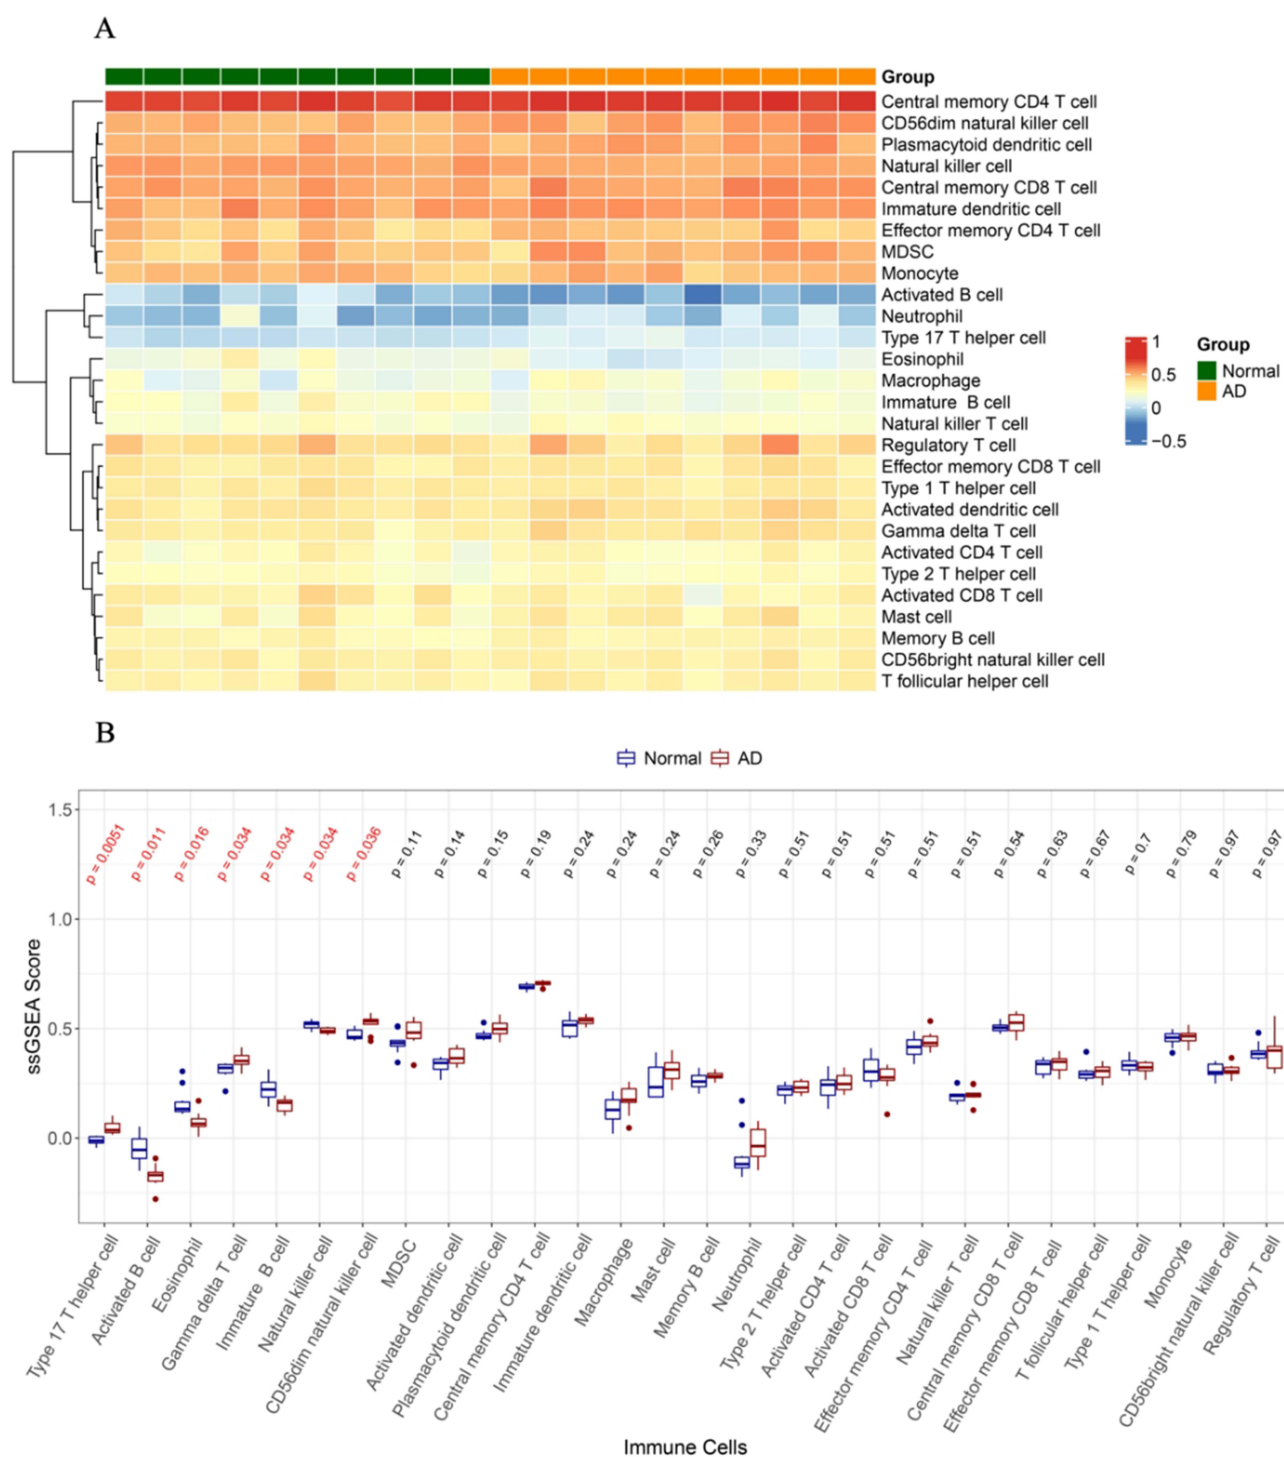 A
Group
Central memory CD4 T cell
CD56dim natural killer cell
Plasmacytoid dendritic cell
Natural killer cell
Central memory CD8 T cell
Immature dendritic cell
Effector memory CD4 T cell
MDSC
Monocyte
Activated B cell
Neutrophil
Type 17 T helper cell
Eosinophil
Macrophage
Immature  B cell
Natural killer T cell
Regulatory T cell
Effector memory CD8 T cell
Type 1 T helper cell
Activated dendritic cell
Gamma delta T cell
Activated CD4 T cell
Type 2 T helper cell
Activated CD8 T cell
Mast cell
Memory B cell
CD56bright natural killer cell
T follicular helper cell
1
0.5
0
−0.5
Group
Normal
AD
B
Normal AD
1.5
1.0
0.5
0.0
ssGSEA Score
p = 0.0051
p = 0.011
p = 0.016
p = 0.034
p = 0.034
p = 0.034
p = 0.036
p = 0.11
p = 0.14
p = 0.15
p = 0.19
p = 0.24
p = 0.24
p = 0.24
p = 0.26
p = 0.33
p = 0.51
p = 0.51
p = 0.51
p = 0.51
p = 0.51
p = 0.54
p = 0.63
p = 0.67
p = 0.7
p = 0.79
p = 0.97
p = 0.97
Type 17 T helper cell
Activated B cell
Eosinophil
Gamma delta T cell
Immature  B cell
Natural killer cell
CD56dim natural killer cell
MDSC
Activated dendritic cell
Plasmacytoid dendritic cell
Central memory CD4 T cell
Immature dendritic cell
Macrophage
Mast cell
Memory B cell
Neutrophil
Type 2 T helper cell
Activated CD4 T cell
Activated CD8 T cell
Effector memory CD4 T cell
Natural killer T cell
Central memory CD8 T cell
Effector memory CD8 T cell
T follicular helper cell
Type 1 T helper cell
Monocyte
CD56bright natural killer cell
Regulatory T cell
Immune Cells